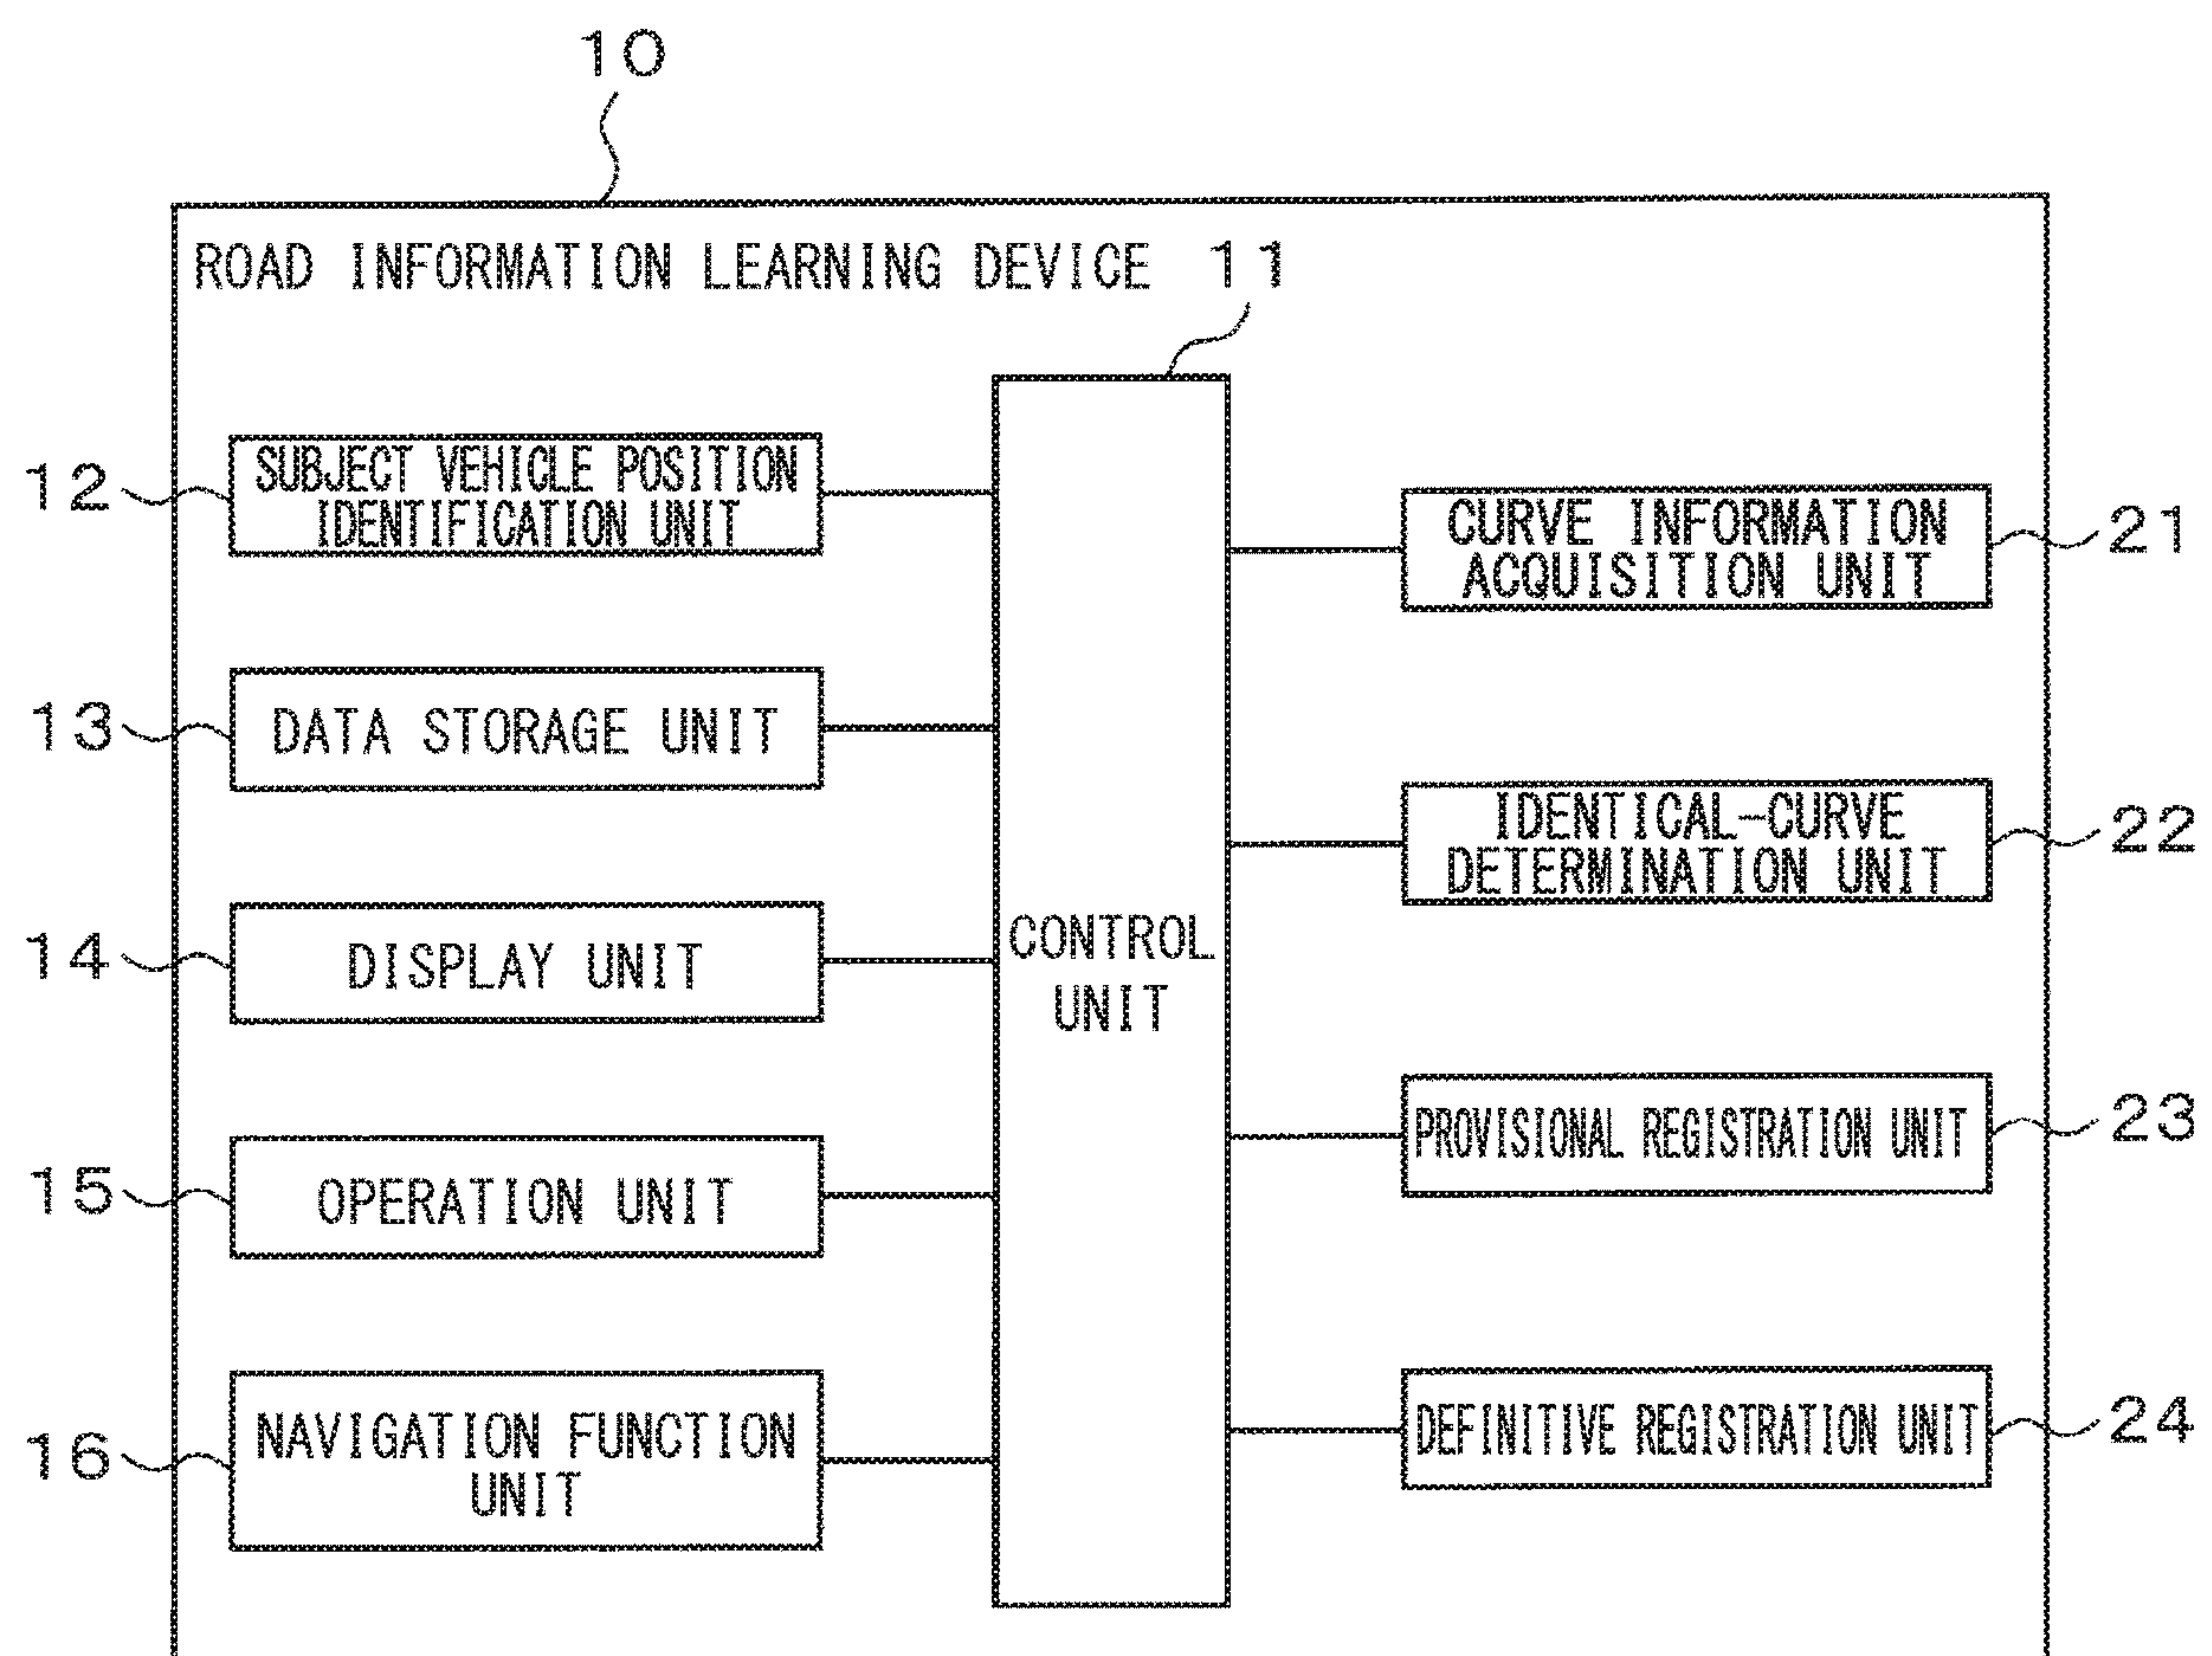 10
ROAD INFORMATION LEARNING DEVICE
11
12
SUBJECT VEHICLE POSITION
IDENTIFICATION UNIT
13
DATA STORAGE UNIT
14
DISPLAY UNIT
15
OPERATION UNIT
16
NAVIGATION FUNCTION
UNIT
CONTROL
UNIT
CURVE INFORMATION
ACQUISITION UNIT
21
IDENTICAL-CURVE
DETERMINATION UNIT
22
PROVISIONAL REGISTRATION UNIT
23
DEFINITIVE REGISTRATION UNIT
24